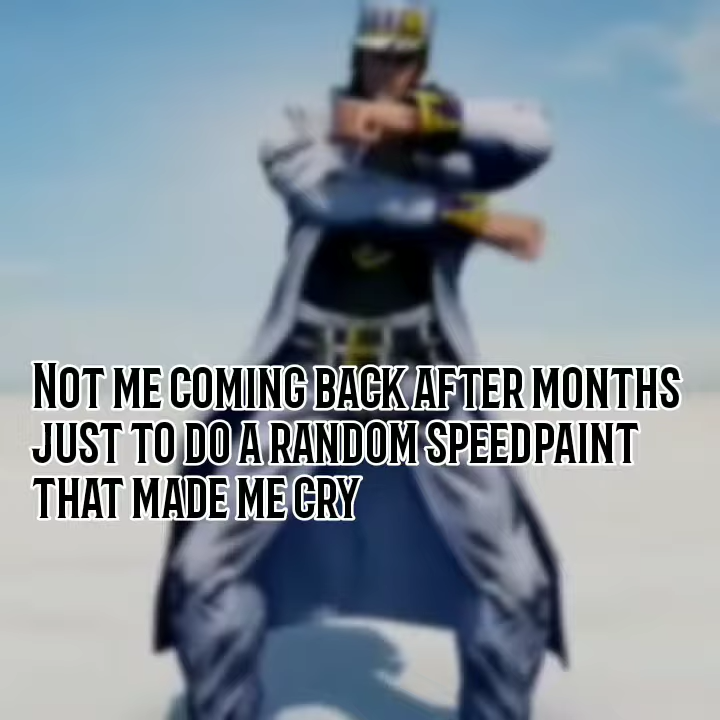 Not me coming back after months
just to do a random speedpaint
that made me cry